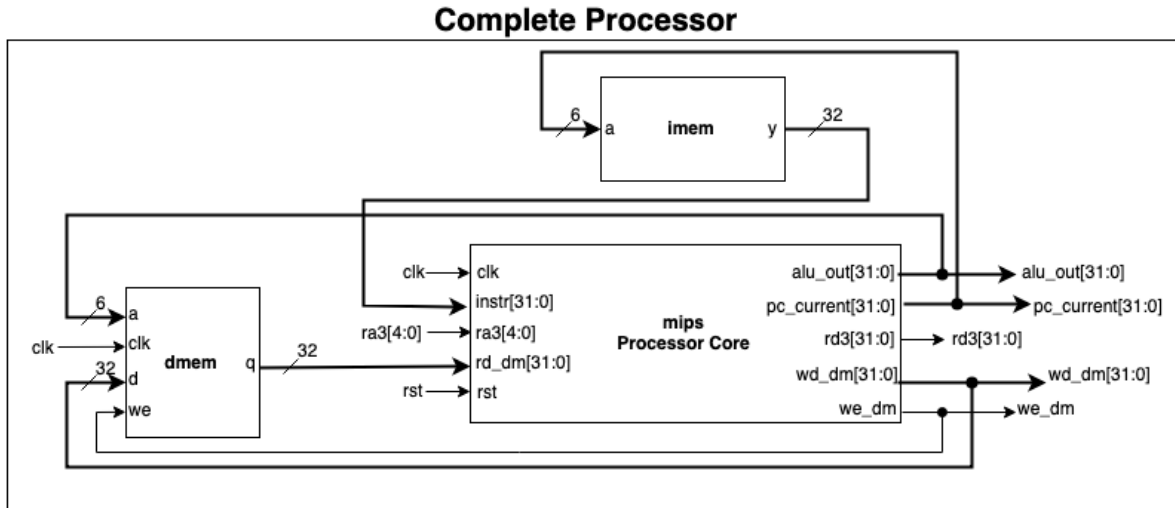 Complete Processor
6
a
imem
y
32
clk
clk
instr[31:0]
ra3[4:0]
ra3[4:0]
rd_dm[31:0]
rst
rst
mips
Processor Core
alu_out[31:0]
pc_current[31:0]
rd3[31:0]
wd_dm[31:0]
we_dm
alu_out[31:0]
pc_current[31:0]
rd3[31:0]
wd_dm[31:0]
we_dm
6
a
clk
clk
32
d
we
dmem
q
32